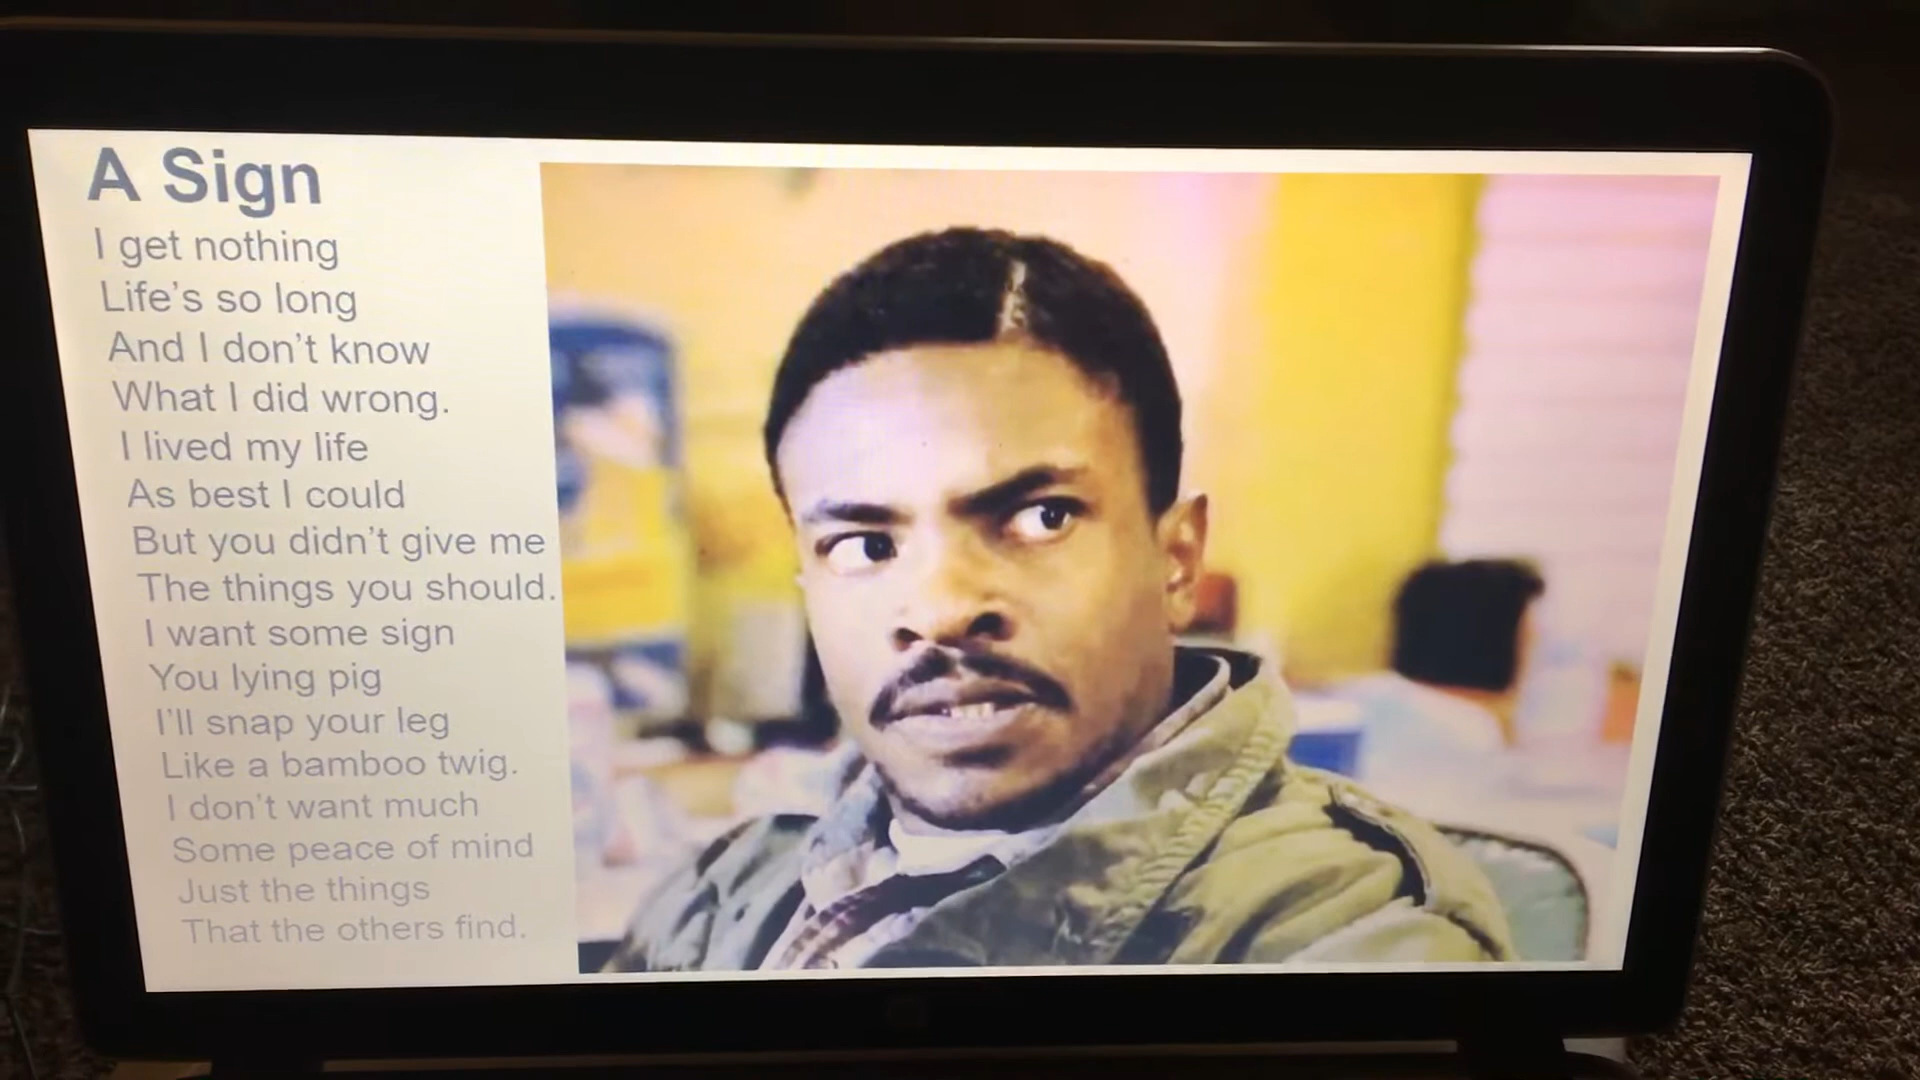 A Sign
I get nothing
Life's so long
And I don't know
What I did wrong.
I lived my life
As best I could
But you didn't give me
The things you should.
I want some sign
You lying pig
I'll snap your leg
Like a bamboo twig.
I don't want much
Some peace of mind
Just the things
That the others find.